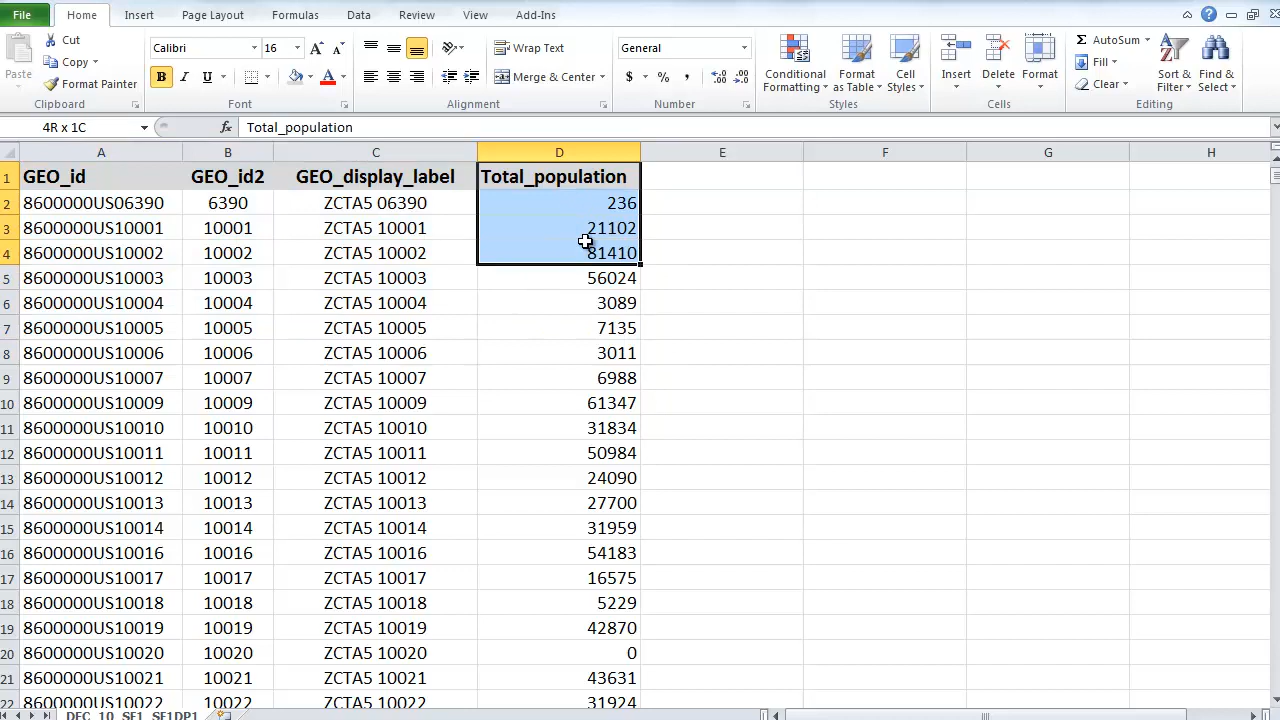 File Home Insert Page Layout Formulas Data Review View Add-Ins
Paste Cut Copy Format Painter Clipboard
Calibri 16 B I U A Font
Wrap Text Merge & Center Alignment
General $ % , Number
Conditional Formatting Format as Table Cell Styles Styles
Insert Delete Format Cells
Σ AutoSum Fill Clear Sort & Filter Find & Select Editing
4R x 1C fx Total_population
A B C D E F G H
1 GEO_id GEO_id2 GEO_display_label Total_population
2 8600000US06390 6390 ZCTA5 06390 236
3 8600000US10001 10001 ZCTA5 10001 21102
4 8600000US10002 10002 ZCTA5 10002 81410
5 8600000US10003 10003 ZCTA5 10003 56024
6 8600000US10004 10004 ZCTA5 10004 3089
7 8600000US10005 10005 ZCTA5 10005 7135
8 8600000US10006 10006 ZCTA5 10006 3011
9 8600000US10007 10007 ZCTA5 10007 6988
10 8600000US10009 10009 ZCTA5 10009 61347
11 8600000US10010 10010 ZCTA5 10010 31834
12 8600000US10011 10011 ZCTA5 10011 50984
13 8600000US10012 10012 ZCTA5 10012 24090
14 8600000US10013 10013 ZCTA5 10013 27700
15 8600000US10014 10014 ZCTA5 10014 31959
16 8600000US10016 10016 ZCTA5 10016 54183
17 8600000US10017 10017 ZCTA5 10017 16575
18 8600000US10018 10018 ZCTA5 10018 5229
19 8600000US10019 10019 ZCTA5 10019 42870
20 8600000US10020 10020 ZCTA5 10020 0
21 8600000US10021 10021 ZCTA5 10021 43631
22 8600000US10022 10022 ZCTA5 10022 31924
DEC_10_SF1_SF1DP1